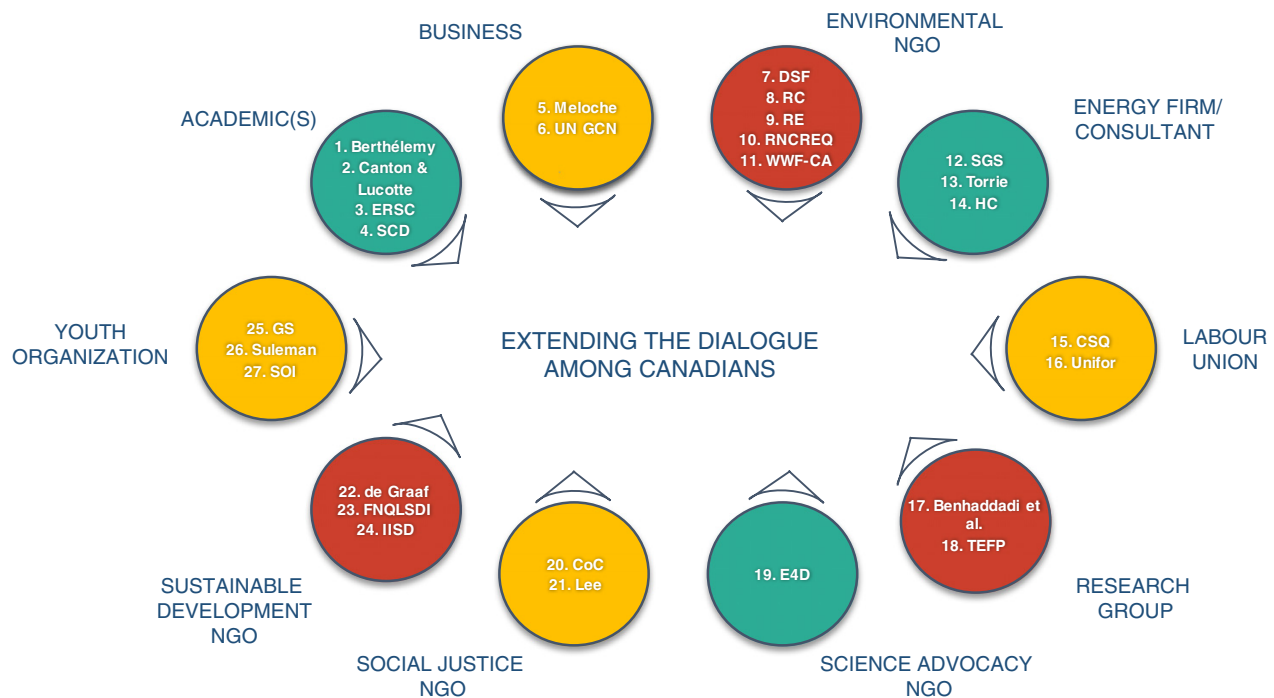 BUSINESS
5. Meloche
6. UN GCN
ENVIRONMENTAL
NGO
7. DSF
8. RC
9. RE
10. RNCREQ
11. WWF-CA
ENERGY FIRM/
CONSULTANT
12. SGS
13. Torrie
14. HC
LABOUR
UNION
15. CSQ
16. Unifor
RESEARCH
GROUP
17. Benhaddadi et
al.
18. TEFP
SCIENCE ADVOCACY
NGO
19. E4D
SOCIAL JUSTICE
NGO
20. CoC
21. Lee
SUSTAINABLE
DEVELOPMENT
NGO
22. de Graaf
23. FNQLSDI
24. IISD
YOUTH
ORGANIZATION
25. GS
26. Suleman
27. SOI
ACADEMIC(S)
1. Berthélemy
2. Canton &
Lucotte
3. ERSC
4. SCD
EXTENDING THE DIALOGUE
AMONG CANADIANS